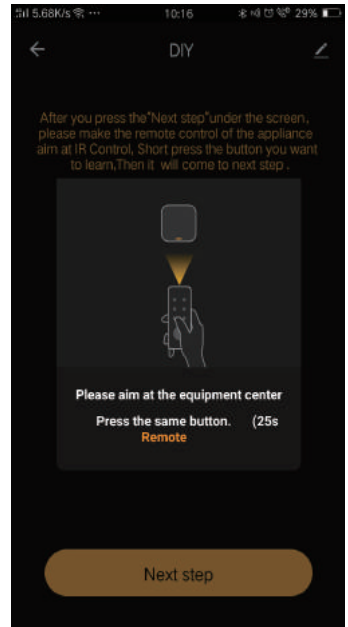 5.68K/s ··· 10:16 29%
DIY
After you press the"Next step"under the screen,
please make the remote control of the appliance
aim at IR Control, Short press the button you want
to learn,Then it will come to next step .
Please aim at the equipment center
Press the same button. (25s
Remote
Next step